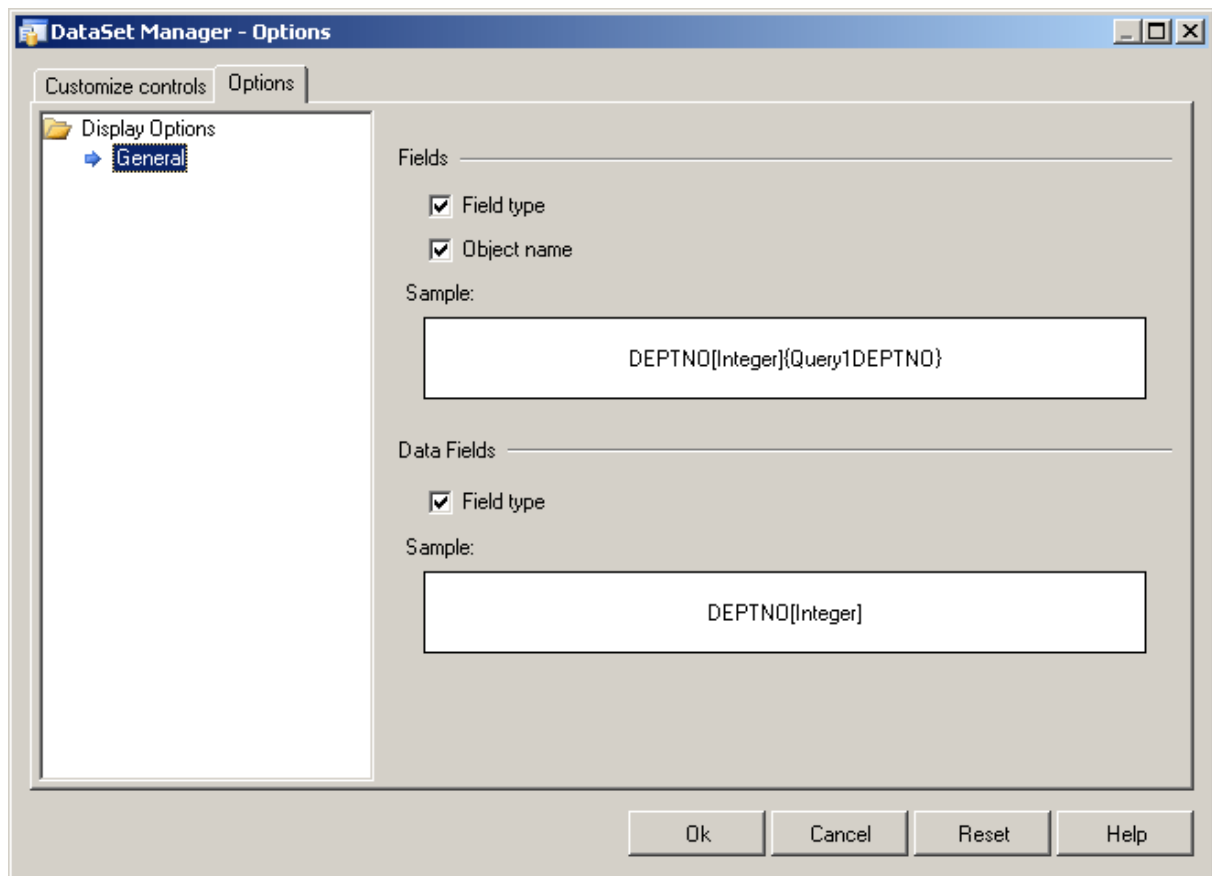 DataSet Manager - Options
Customize controls
Options
Display Options
General
Fields
Field type
Object name
Sample:
DEPTNO[Integer]{Query1DEPTNO}
Data Fields
Field type
Sample:
DEPTNO[Integer]
Ok
Cancel
Reset
Help